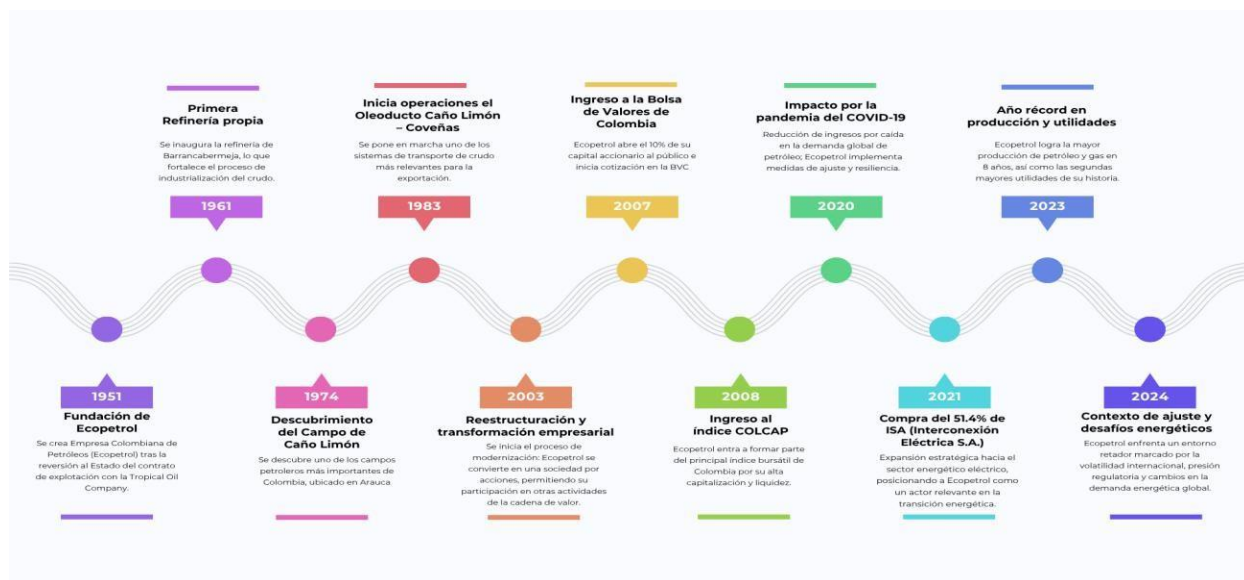 Primera
Refinería propia
Se inaugura la refinería de
Barrancabermeja, lo que
fortalece el proceso de
industrialización del crudo.
1961
Inicia operaciones el
Oleoducto Caño Limón
– Coveñas
Se pone en marcha uno de los
sistemas de transporte de crudo
más relevantes para la
exportación.
1983
Ingreso a la Bolsa
de Valores de
Colombia
Ecopetrol abre el 10% de su
capital accionario al público e
inicia cotización en la BVC
2007
Impacto por la
pandemia del COVID-19
Reducción de ingresos por caída
en la demanda global de
petróleo; Ecopetrol implementa
medidas de ajuste y resiliencia.
2020
Año récord en
producción y utilidades
Ecopetrol logra la mayor
producción de petróleo y gas en
8 años, así como las segundas
mayores utilidades de su historia.
2023
1951
Fundación de
Ecopetrol
Se crea Empresa Colombiana de
Petróleos (Ecopetrol) tras la
reversión al Estado del contrato
de explotación con la Tropical Oil
Company.
1974
Descubrimiento
del Campo de
Caño Limón
Se descubre uno de los campos
petroleros más importantes de
Colombia, ubicado en Arauca
2003
Reestructuración y
transformación empresarial
Se inicia el proceso de
modernización: Ecopetrol se
convierte en una sociedad por
acciones, permitiendo su
participación en otras actividades
de la cadena de valor.
2008
Ingreso al
índice COLCAP
Ecopetrol entra a formar parte
del principal índice bursátil de
Colombia por su alta
capitalización y liquidez.
2021
Compra del 51.4% de
ISA (Interconexión
Eléctrica S.A.)
Expansión estratégica hacia el
sector energético eléctrico,
posicionando a Ecopetrol como
un actor relevante en la
transición energética.
2024
Contexto de ajuste y
desafíos energéticos
Ecopetrol enfrenta un entorno
retador marcado por la
volatilidad internacional, presión
regulatoria y cambios en la
demanda energética global.